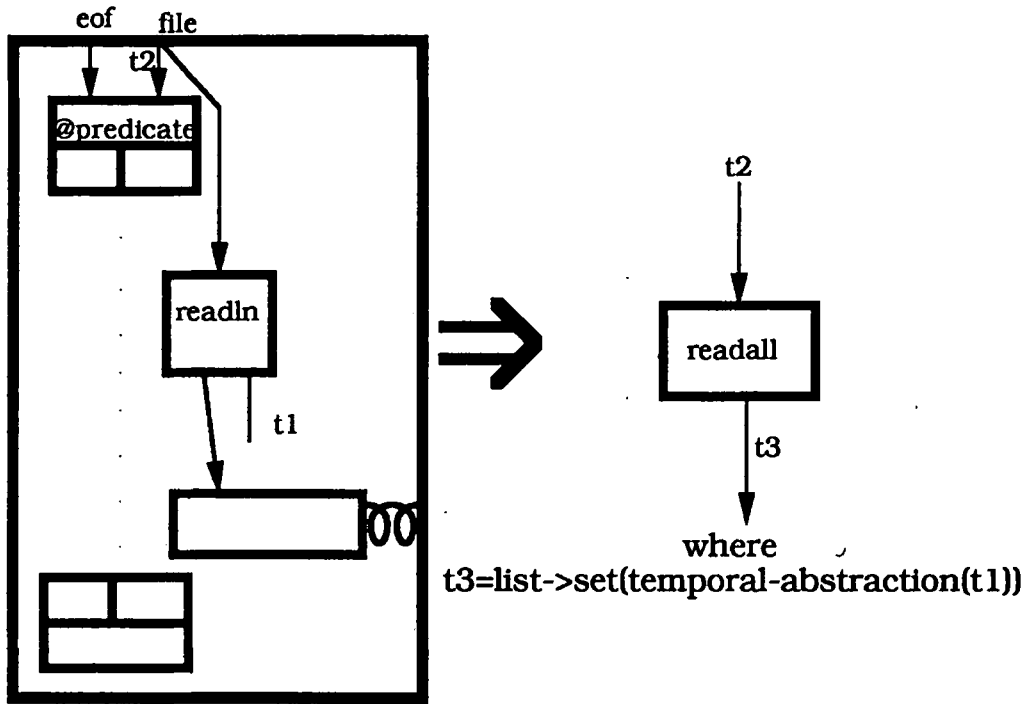 eof file
t2
@predicate
readln
t1
t2
readall
t3
where
t3=list->set(temporal-abstraction(t1))